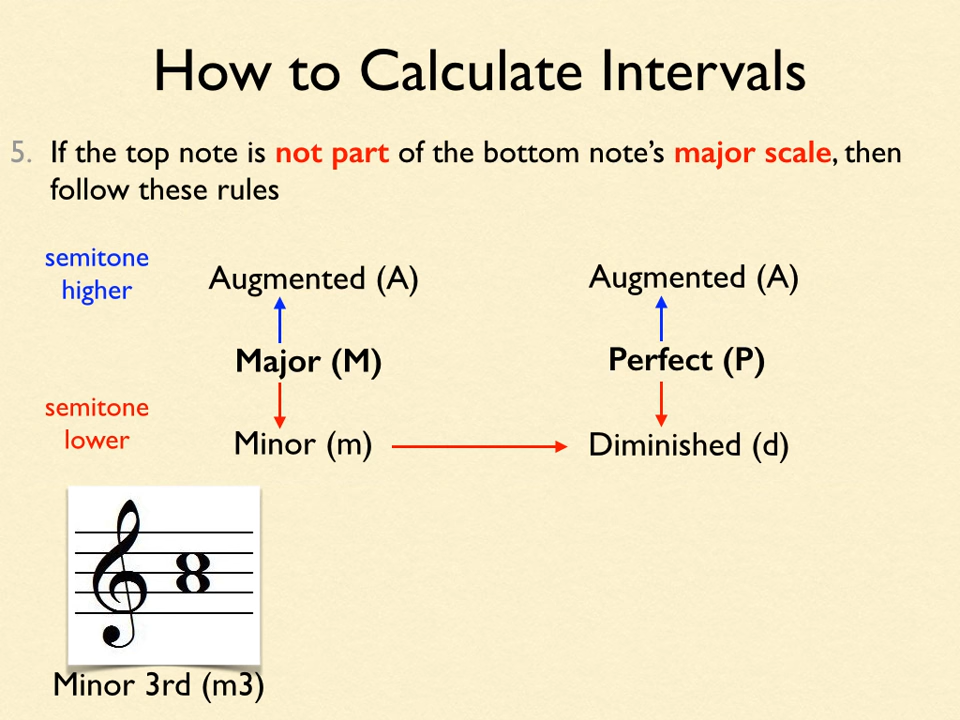 How to Calculate Intervals
5. If the top note is not part of the bottom note’s major scale, then
follow these rules
semitone
higher
Augmented (A)
Augmented (A)
Major (M)
Perfect (P)
semitone
lower
Minor (m)
Diminished (d)
Minor 3rd (m3)